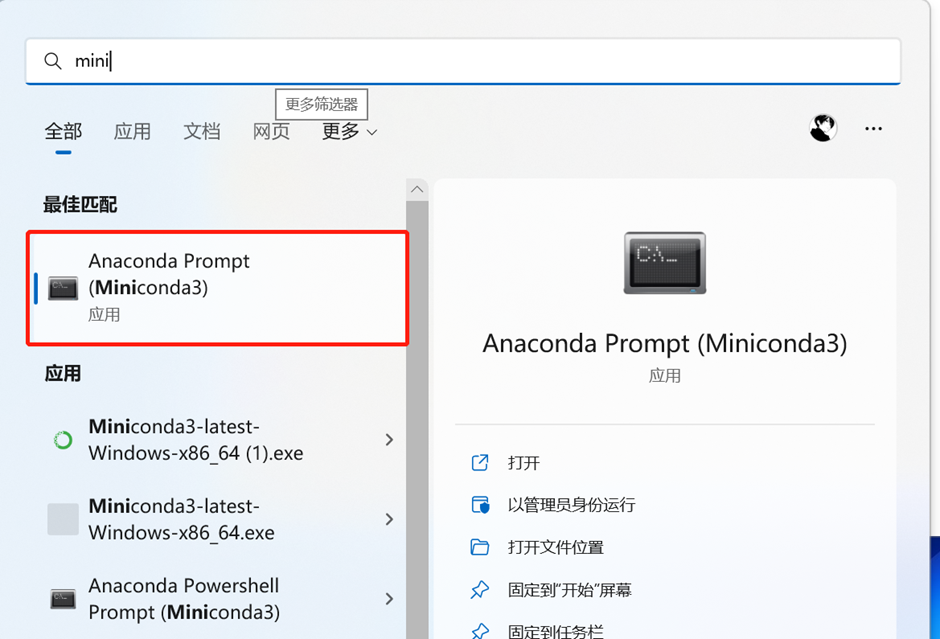 mini
更多筛选器
全部 应用 文档 网页 更多
最佳匹配
Anaconda Prompt
(Miniconda3)
应用
应用
Miniconda3-latest-
Windows-x86_64 (1).exe
Miniconda3-latest-
Windows-x86_64.exe
Anaconda Powershell
Prompt (Miniconda3)
C:\_
Anaconda Prompt (Miniconda3)
应用
打开
以管理员身份运行
打开文件位置
固定到"开始"屏幕
固定到任务栏